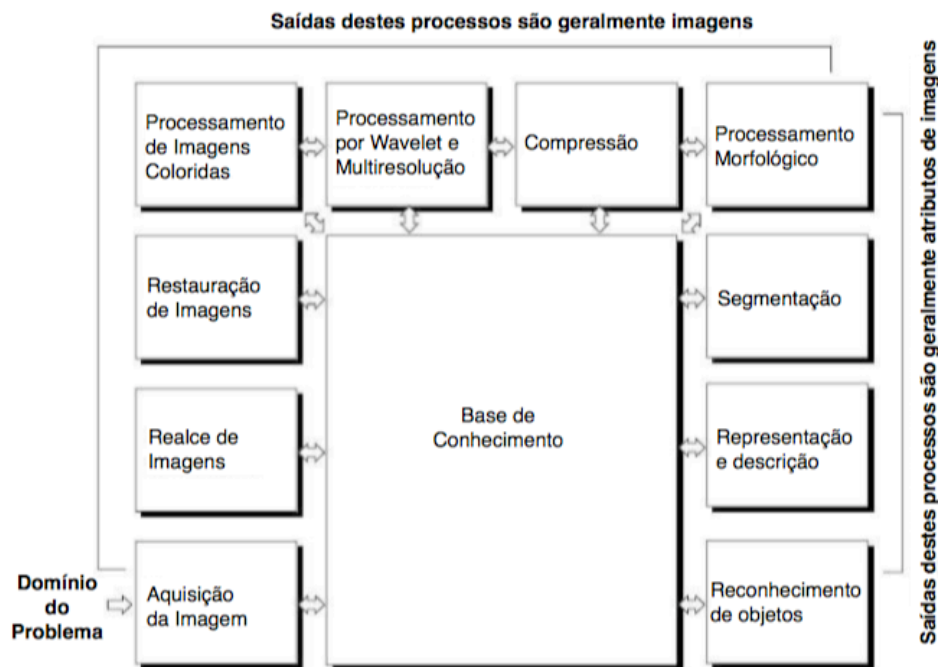 Saídas destes processos são geralmente imagens
Processamento
de Imagens
Coloridas
Processamento
por Wavelet e
Multiresolução
Compressão
Processamento
Morfológico
Restauração
de Imagens
Segmentação
Realce de
Imagens
Base de
Conhecimento
Representação
e descrição
Domínio
do
Problema
Aquisição
da Imagem
Reconhecimento
de objetos
Saídas destes processos são geralmente atributos de imagens